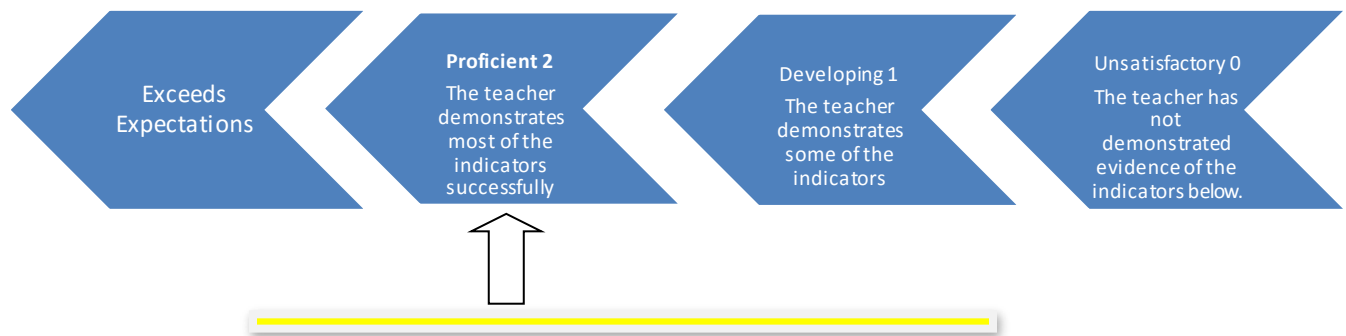 Exceeds
Expectations
Proficient 2
The teacher
demonstrates
most of the
indicators
successfully
Developing 1
The teacher
demonstrates
some of the
indicators
Unsatisfactory 0
The teacher has
not
demonstrated
evidence of the
indicators below.